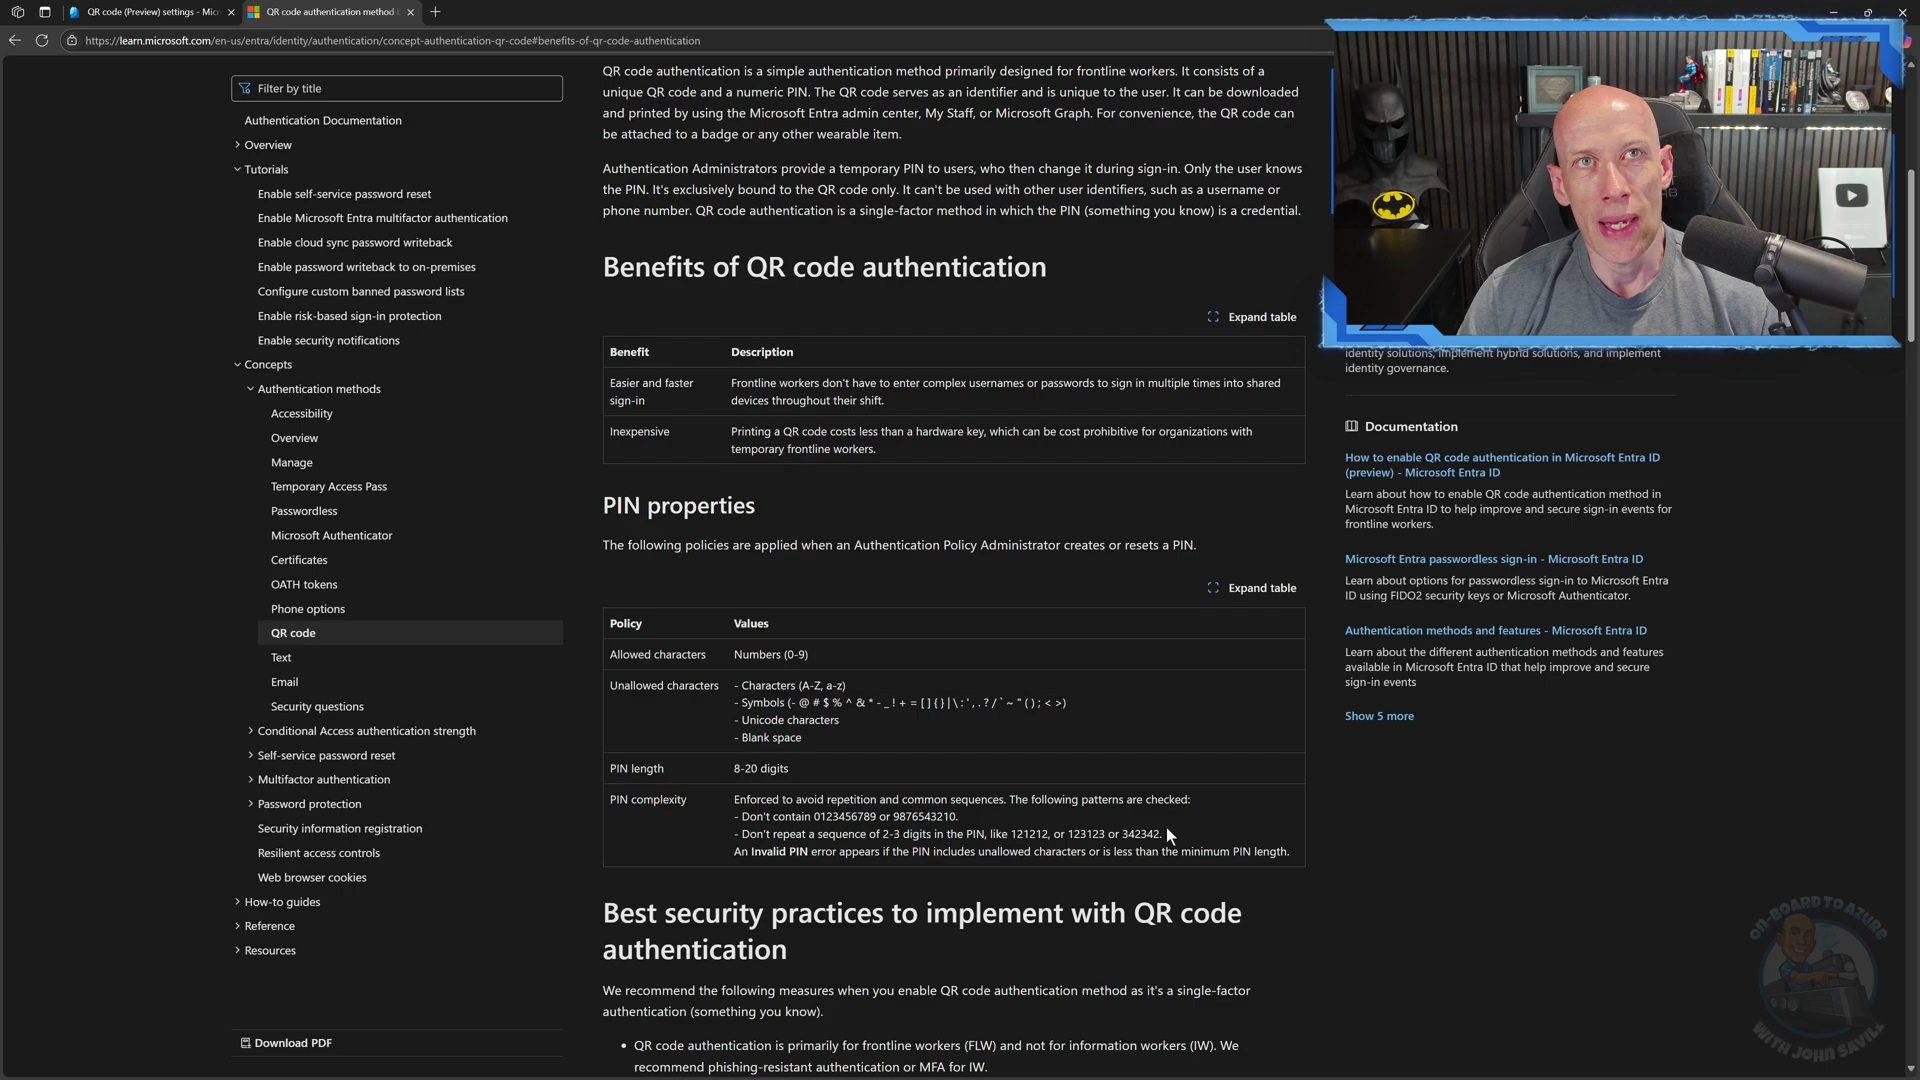 QR code (Preview) settings - Micr
QR code authentication method i
https://learn.microsoft.com/en-us/entra/identity/authentication/concept-authentication-qr-code#benefits-of-qr-code-authentication
Filter by title
Authentication Documentation
Overview
Tutorials
Enable self-service password reset
Enable Microsoft Entra multifactor authentication
Enable cloud sync password writeback
Enable password writeback to on-premises
Configure custom banned password lists
Enable risk-based sign-in protection
Enable security notifications
Concepts
Authentication methods
Accessibility
Overview
Manage
Temporary Access Pass
Passwordless
Microsoft Authenticator
Certificates
OATH tokens
Phone options
QR code
Text
Email
Security questions
Conditional Access authentication strength
Self-service password reset
Multifactor authentication
Password protection
Security information registration
Resilient access controls
Web browser cookies
How-to guides
Reference
Resources
Download PDF
QR code authentication is a simple authentication method primarily designed for frontline workers. It consists of a
unique QR code and a numeric PIN. The QR code serves as an identifier and is unique to the user. It can be downloaded
and printed by using the Microsoft Entra admin center, My Staff, or Microsoft Graph. For convenience, the QR code can
be attached to a badge or any other wearable item.
Authentication Administrators provide a temporary PIN to users, who then change it during sign-in. Only the user knows
the PIN. It's exclusively bound to the QR code only. It can't be used with other user identifiers, such as a username or
phone number. QR code authentication is a single-factor method in which the PIN (something you know) is a credential.
Benefits of QR code authentication
Expand table
Benefit Description
Easier and faster Frontline workers don't have to enter complex usernames or passwords to sign in multiple times into shared
sign-in devices throughout their shift.
Inexpensive Printing a QR code costs less than a hardware key, which can be cost prohibitive for organizations with
temporary frontline workers.
PIN properties
The following policies are applied when an Authentication Policy Administrator creates or resets a PIN.
Expand table
Policy Values
Allowed characters Numbers (0-9)
Unallowed characters - Characters (A-Z, a-z)
- Symbols (- @ # $ % ^ & * - _ ! + = [ ] { } | \ : ' , . ? / ` ~ " ( ) ; < >)
- Unicode characters
- Blank space
PIN length 8-20 digits
PIN complexity Enforced to avoid repetition and common sequences. The following patterns are checked:
- Don't contain 0123456789 or 9876543210.
- Don't repeat a sequence of 2-3 digits in the PIN, like 121212, or 123123 or 342342.
An Invalid PIN error appears if the PIN includes unallowed characters or is less than the minimum PIN length.
Best security practices to implement with QR code
authentication
We recommend the following measures when you enable QR code authentication method as it's a single-factor
authentication (something you know).
• QR code authentication is primarily for frontline workers (FLW) and not for information workers (IW). We
recommend phishing-resistant authentication or MFA for IW.
identity solutions, implement hybrid solutions, and implement
identity governance.
Documentation
How to enable QR code authentication in Microsoft Entra ID
(preview) - Microsoft Entra ID
Learn about how to enable QR code authentication method in
Microsoft Entra ID to help improve and secure sign-in events for
frontline workers.
Microsoft Entra passwordless sign-in - Microsoft Entra ID
Learn about options for passwordless sign-in to Microsoft Entra
ID using FIDO2 security keys or Microsoft Authenticator.
Authentication methods and features - Microsoft Entra ID
Learn about the different authentication methods and features
available in Microsoft Entra ID that help improve and secure
sign-in events
Show 5 more
ON-BOARD TO AZURE
WITH JOHN SAVILL